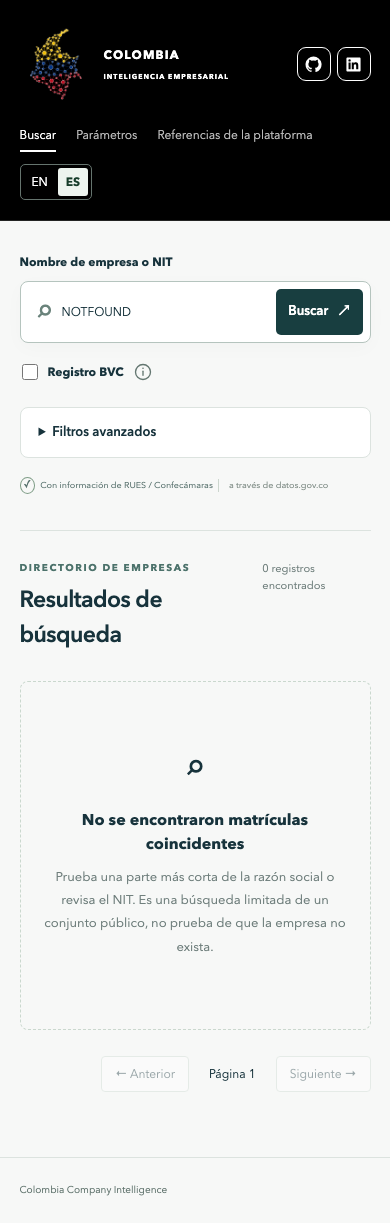 COLOMBIA
INTELIGENCIA EMPRESARIAL
Buscar Parámetros Referencias de la plataforma
EN ES
Nombre de empresa o NIT
NOTFOUND Buscar ↗
Registro BVC
▶ Filtros avanzados
Con información de RUES / Confecámaras a través de datos.gov.co
DIRECTORIO DE EMPRESAS
Resultados de
búsqueda
0 registros
encontrados
No se encontraron matrículas
coincidentes
Prueba una parte más corta de la razón social o
revisa el NIT. Es una búsqueda limitada de un
conjunto público, no prueba de que la empresa no
exista.
← Anterior Página 1 Siguiente →
Colombia Company Intelligence